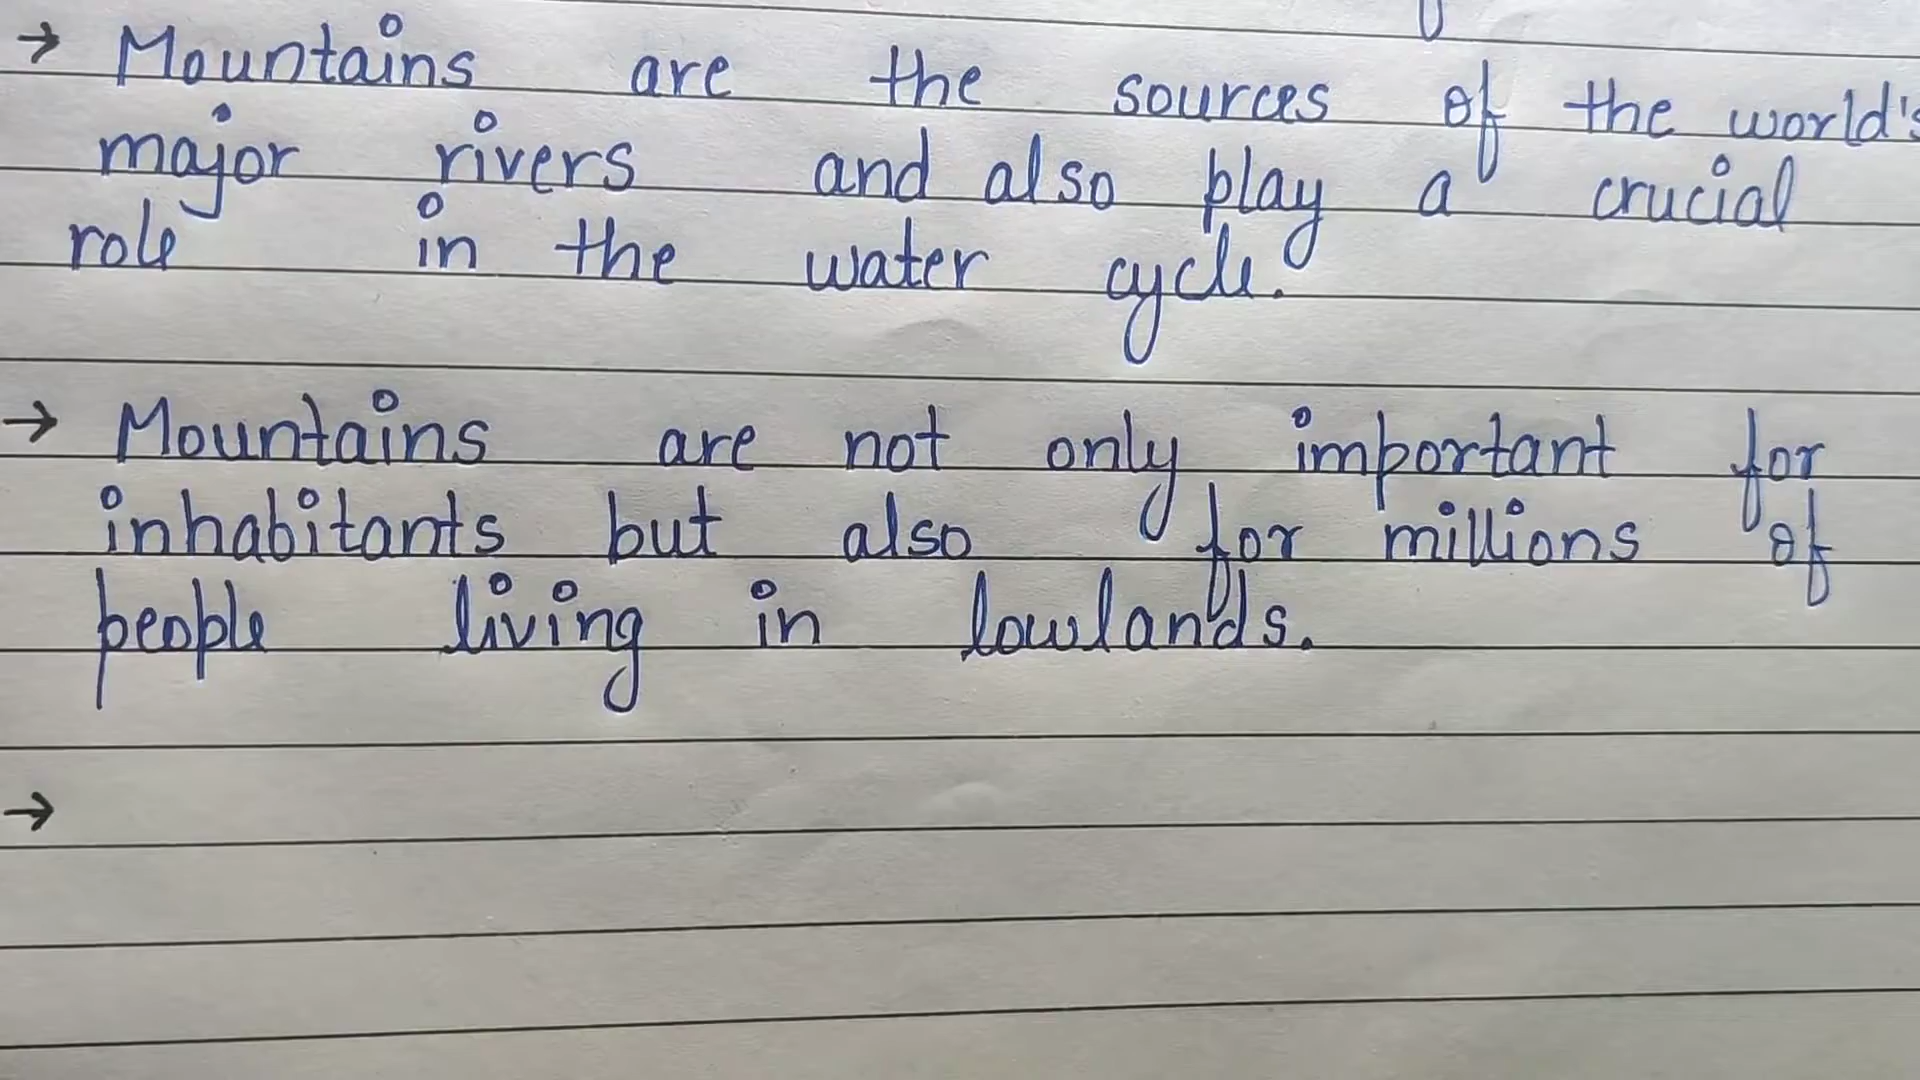 → Mountains are the sources of the world's
major rivers and also play a crucial
role in the water cycle.
→ Mountains are not only important for
inhabitants but also for millions of
people living in lowlands.
→